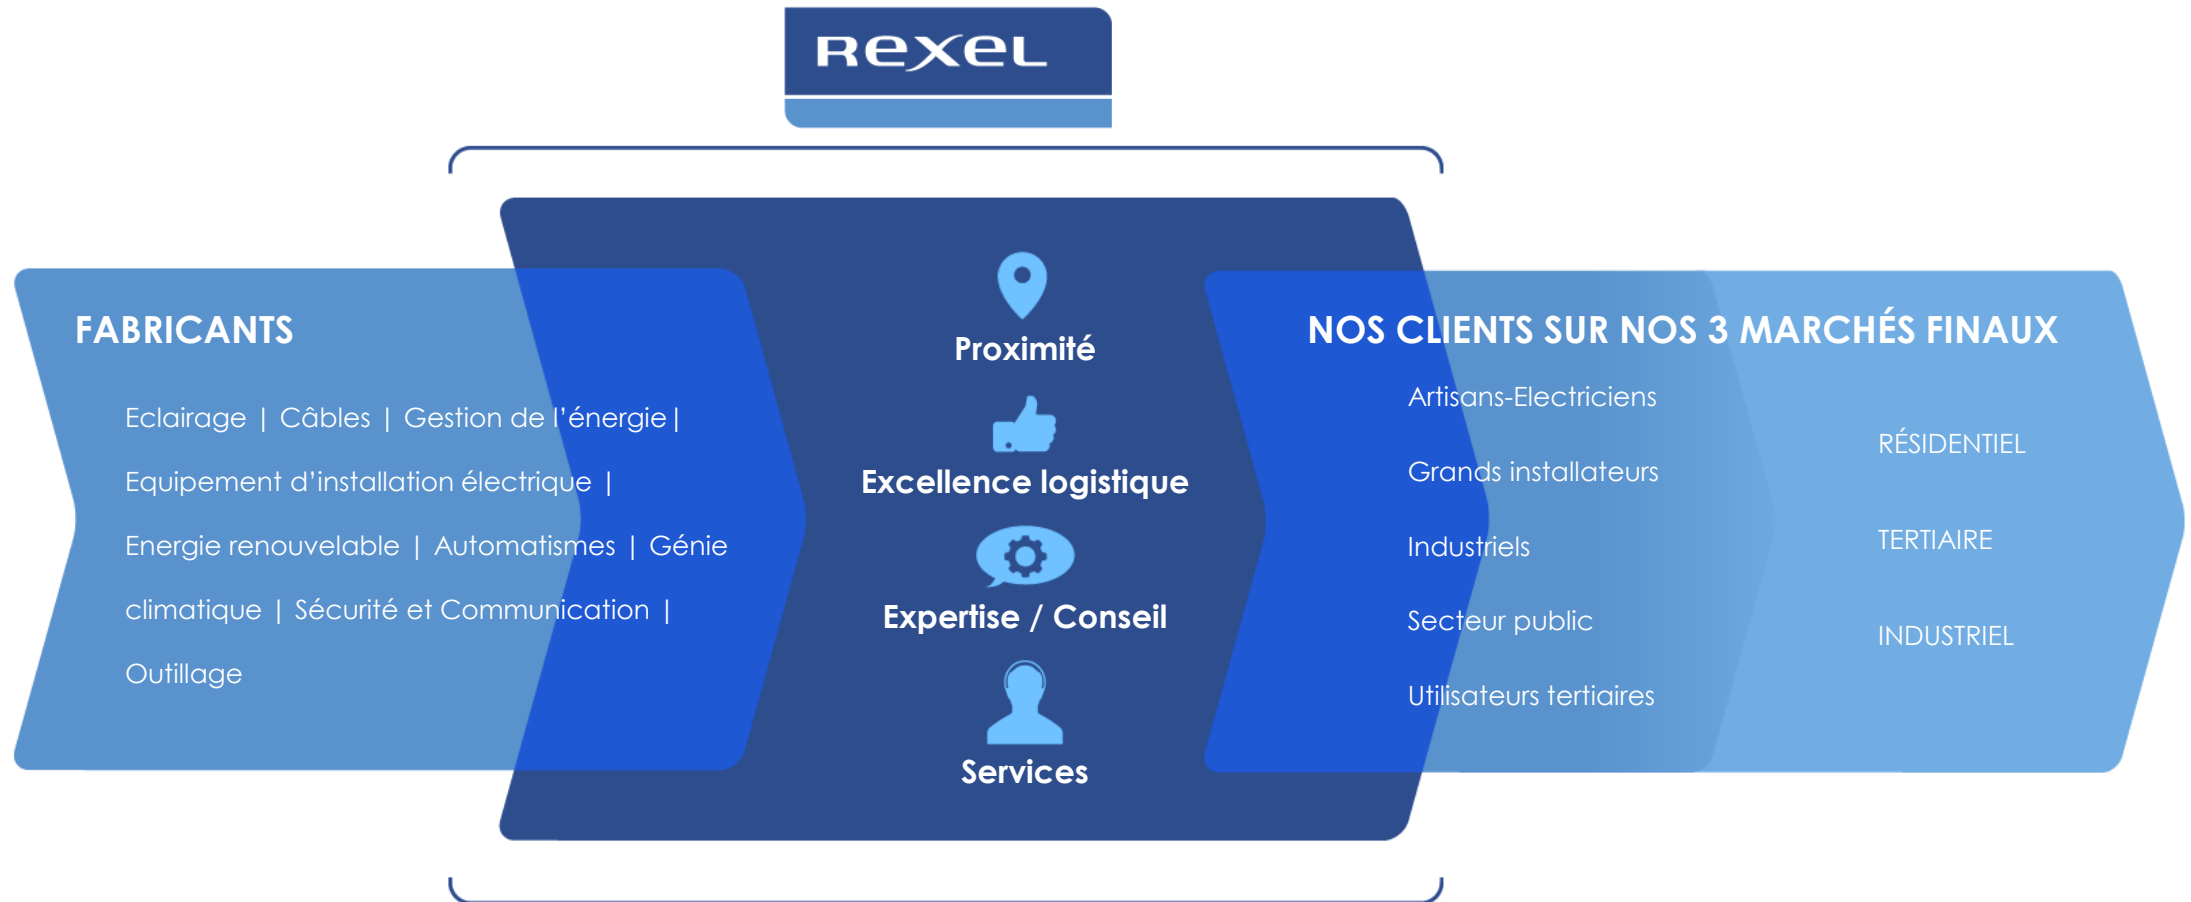 REXEL
FABRICANTS
Eclairage | Câbles | Gestion de l’énergie|
Equipement d’installation électrique |
Energie renouvelable | Automatismes | Génie
climatique | Sécurité et Communication |
Outillage
Proximité
Excellence logistique
Expertise / Conseil
Services
NOS CLIENTS SUR NOS 3 MARCHÉS FINAUX
Artisans-Electriciens
Grands installateurs
Industriels
Secteur public
Utilisateurs tertiaires
RÉSIDENTIEL
TERTIAIRE
INDUSTRIEL